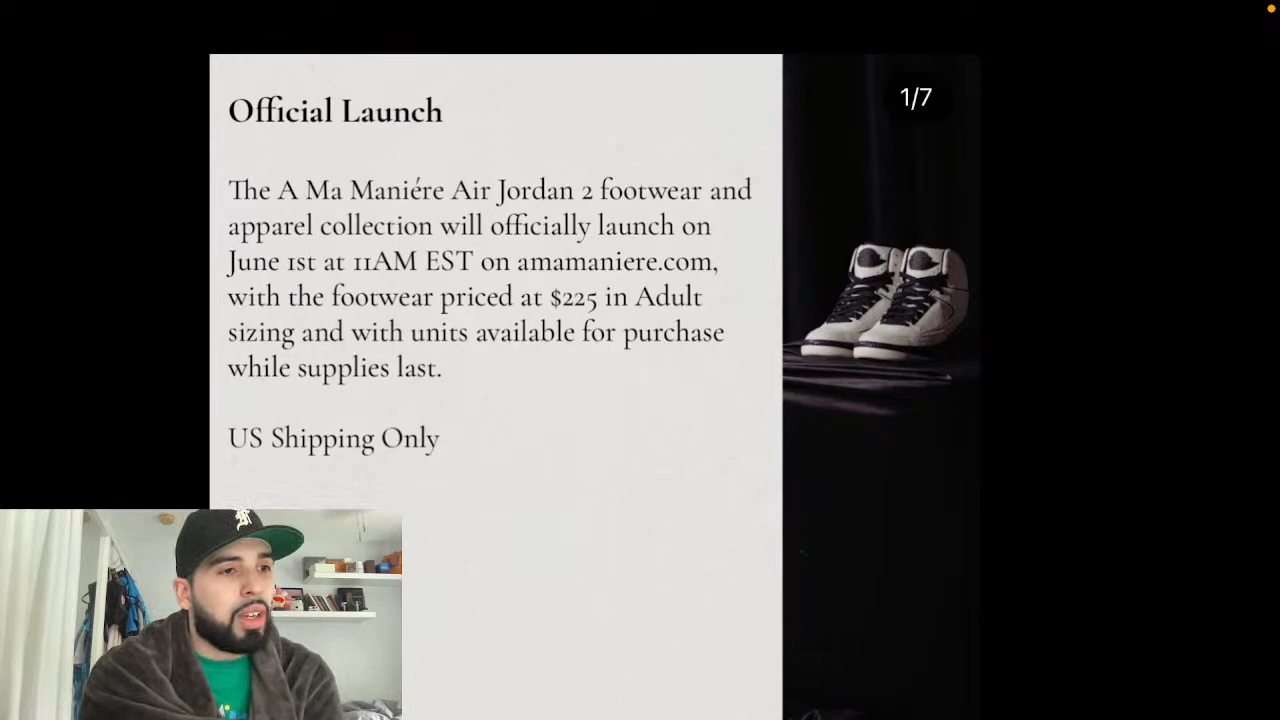 1/7
Official Launch
The A Ma Maniére Air Jordan 2 footwear and
apparel collection will officially launch on
June 1st at 11AM EST on amamaniere.com,
with the footwear priced at $225 in Adult
sizing and with units available for purchase
while supplies last.
US Shipping Only